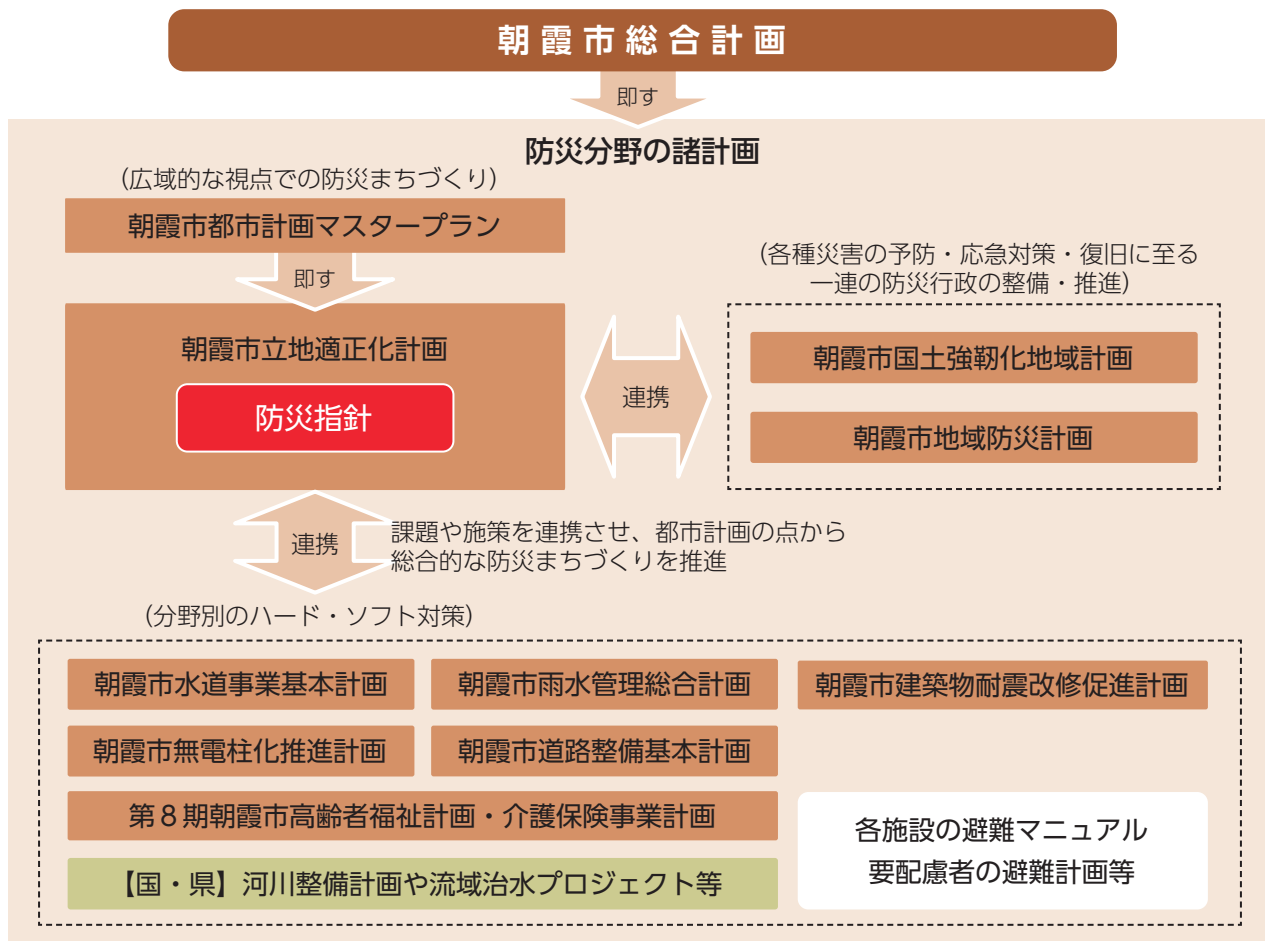 朝霞市総合計画
即す
防災分野の諸計画
（広域的な視点での防災まちづくり）
朝霞市都市計画マスタープラン
即す
朝霞市立地適正化計画
防災指針
連携
（各種災害の予防・応急対策・復旧に至る
一連の防災行政の整備・推進）
朝霞市国土強靭化地域計画
朝霞市地域防災計画
連携
課題や施策を連携させ、都市計画の点から
総合的な防災まちづくりを推進
（分野別のハード・ソフト対策）
朝霞市水道事業基本計画
朝霞市雨水管理総合計画
朝霞市建築物耐震改修促進計画
朝霞市無電柱化推進計画
朝霞市道路整備基本計画
第８期朝霞市高齢者福祉計画・介護保険事業計画
【国・県】河川整備計画や流域治水プロジェクト等
各施設の避難マニュアル
要配慮者の避難計画等